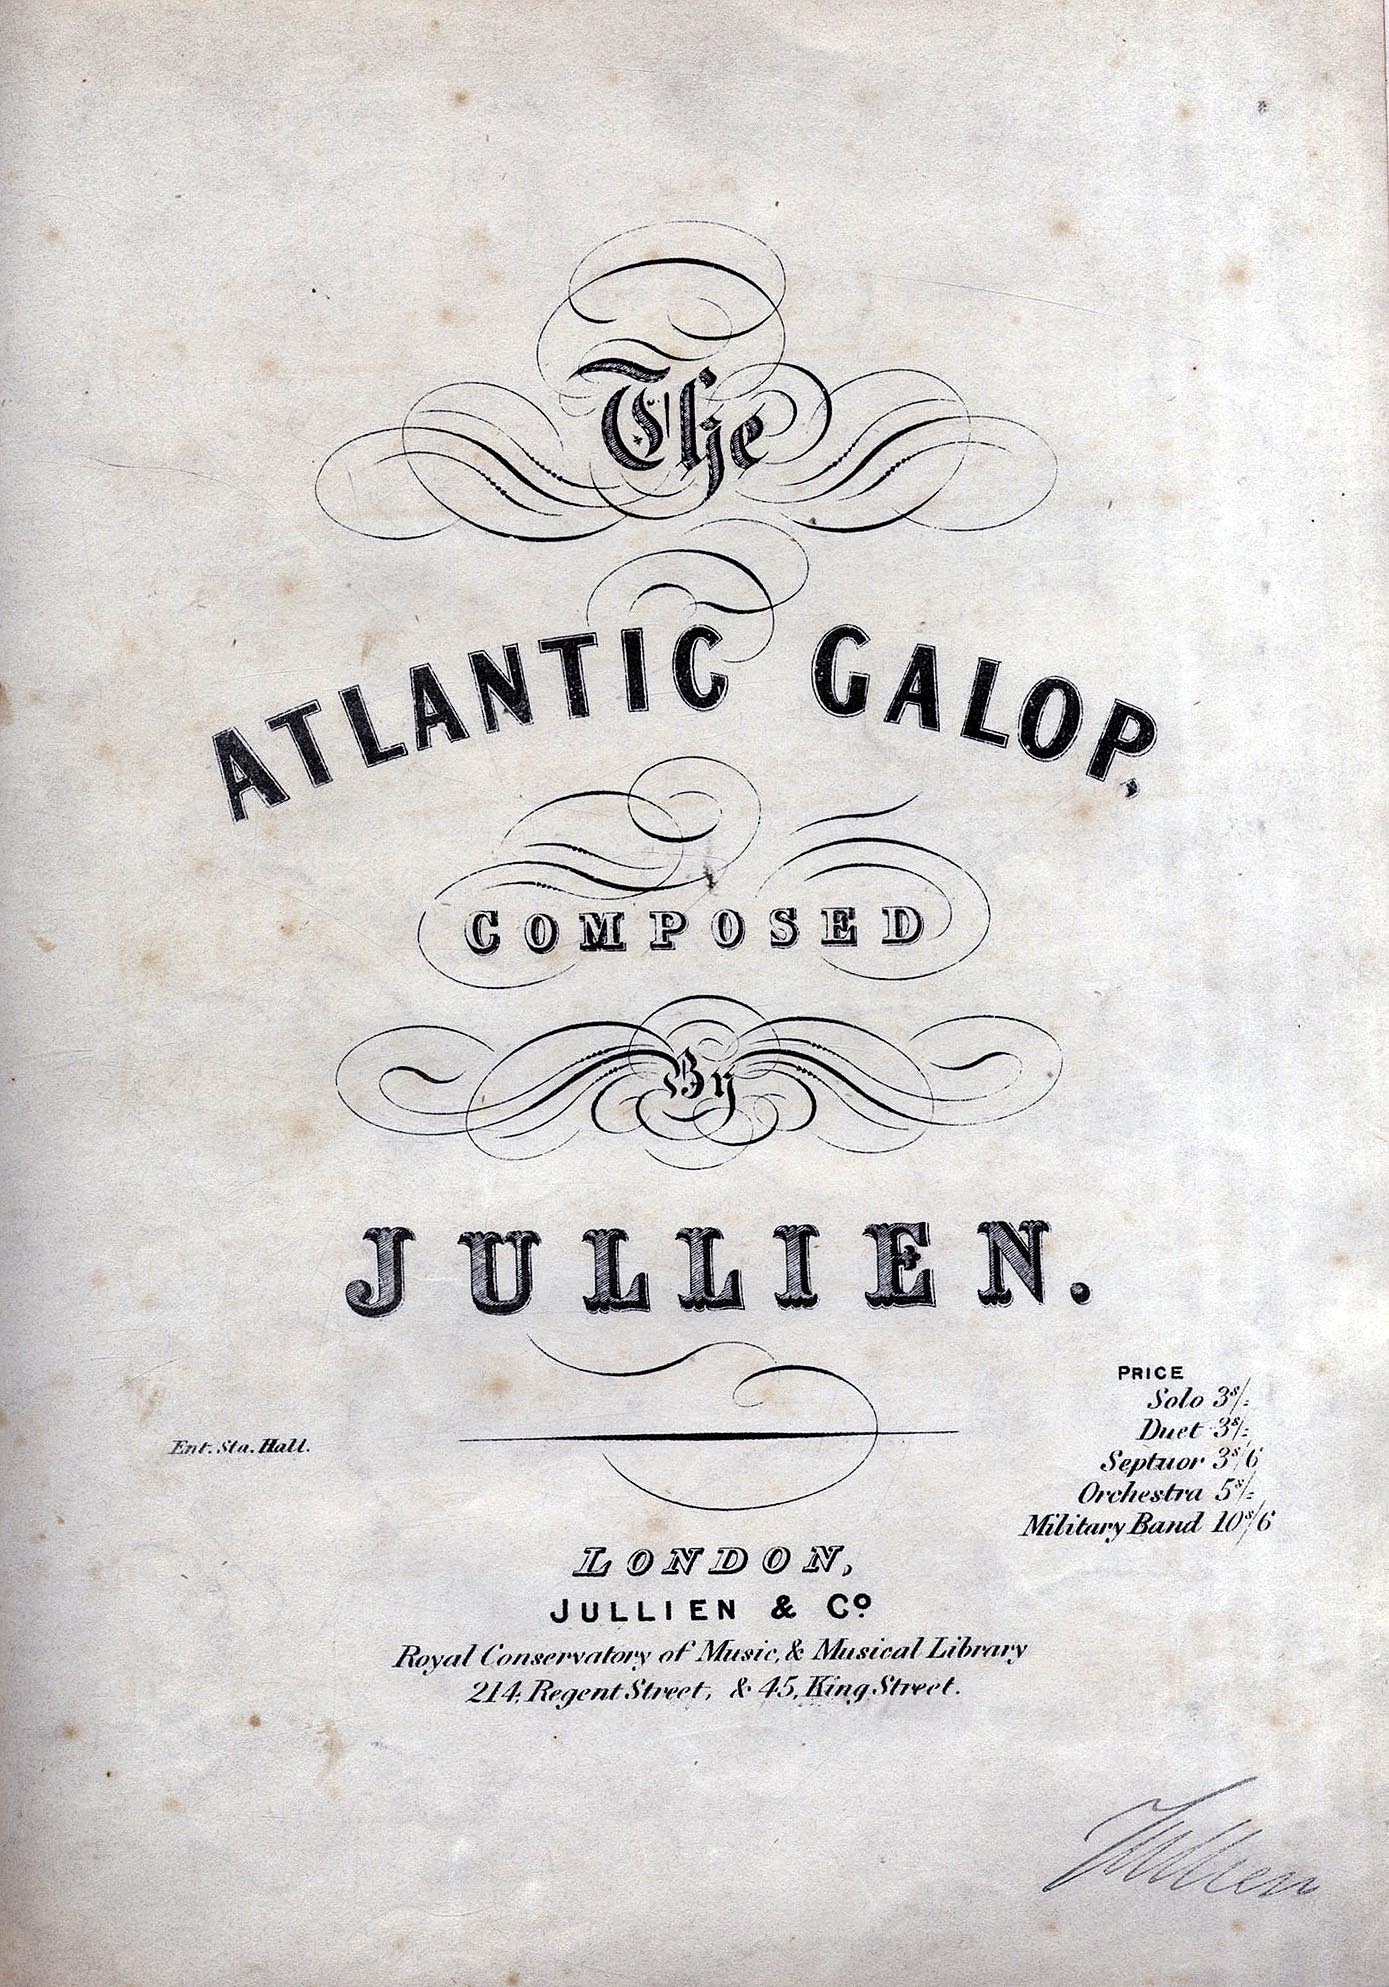 The
ATLANTIC GALOP,
COMPOSED
By
JULLIEN.
PRICE
Solo 3s/-
Duet 3s/-
Septuor 3s/6
Orchestra 5s/-
Military Band 10s/6
Ent. Sta. Hall.
LONDON,
JULLIEN & Co
Royal Conservatory of Music, & Musical Library
214, Regent Street, & 45, King Street.
Jullien